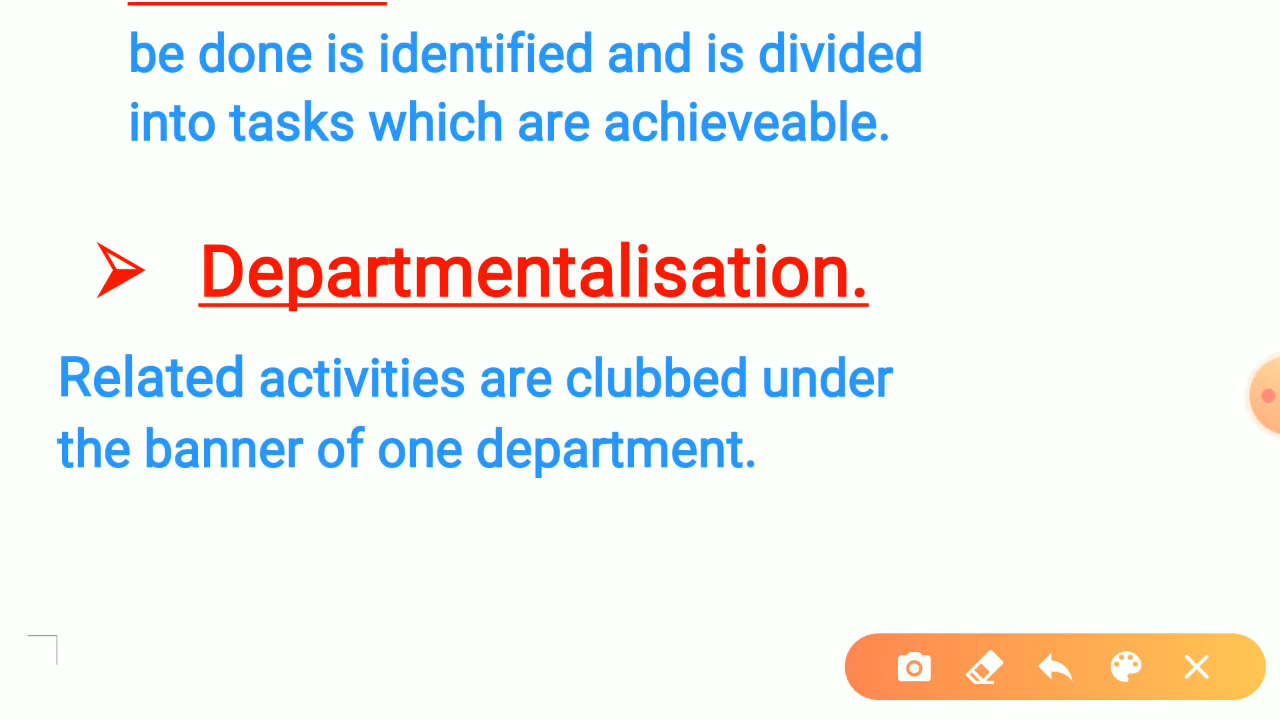 be done is identified and is divided
into tasks which are achieveable.
Departmentalisation.
Related activities are clubbed under
the banner of one department.